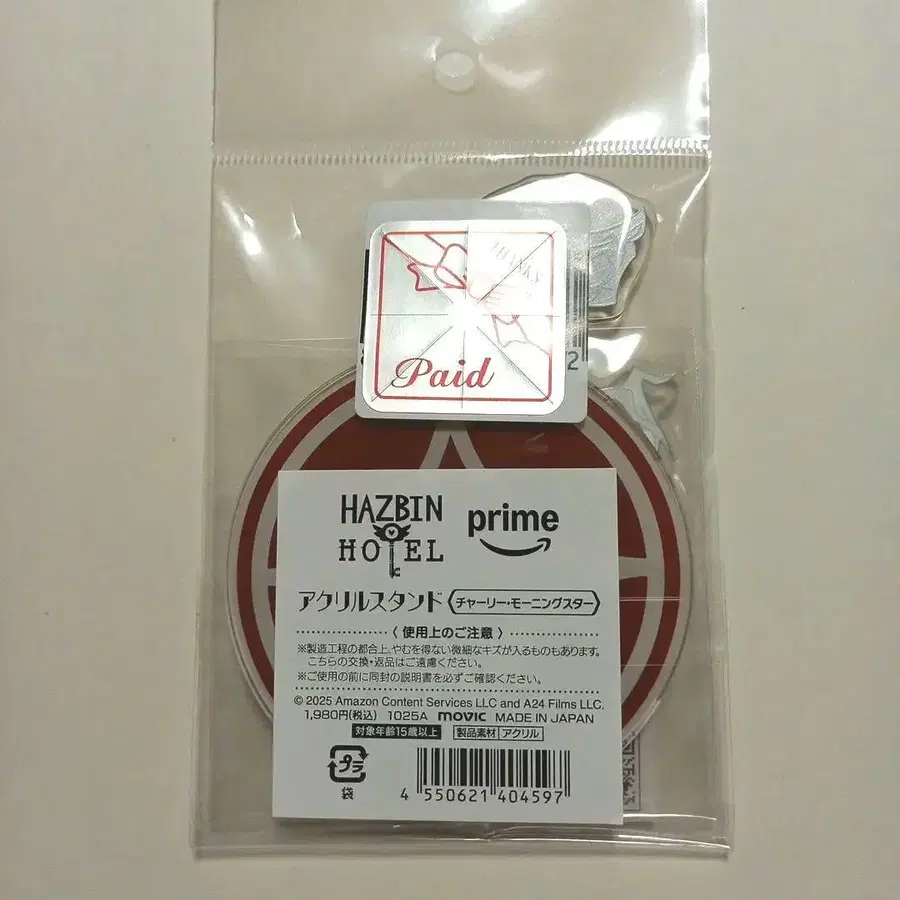 THANKS
Paid
2
HAZBIN
HOTEL
prime
アクリルスタンド〈チャーリー・モーニングスター〉
〈使用上のご注意〉
※製造工程の都合上、やむを得ない微細なキズが入るものもあります。
こちらの交換・返品はご遠慮ください。
※ご使用の前に同封の説明書を必ずご確認ください。
© 2025 Amazon Content Services LLC and A24 Films LLC.
1,980円(税込) 1025A movic MADE IN JAPAN
対象年齢15歳以上 製品素材 アクリル
プラ
袋
4 550621 404597